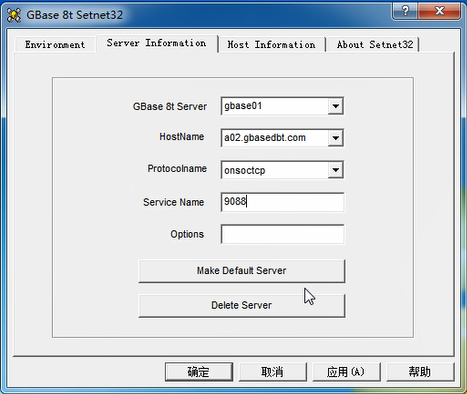 GBase 8t Setnet32
Environment Server Information Host Information About Setnet32
GBase 8t Server gbase01
HostName a02.gbasedbt.com
Protocolname onsoctcp
Service Name 9088
Options
Make Default Server
Delete Server
确定 取消 应用(A) 帮助